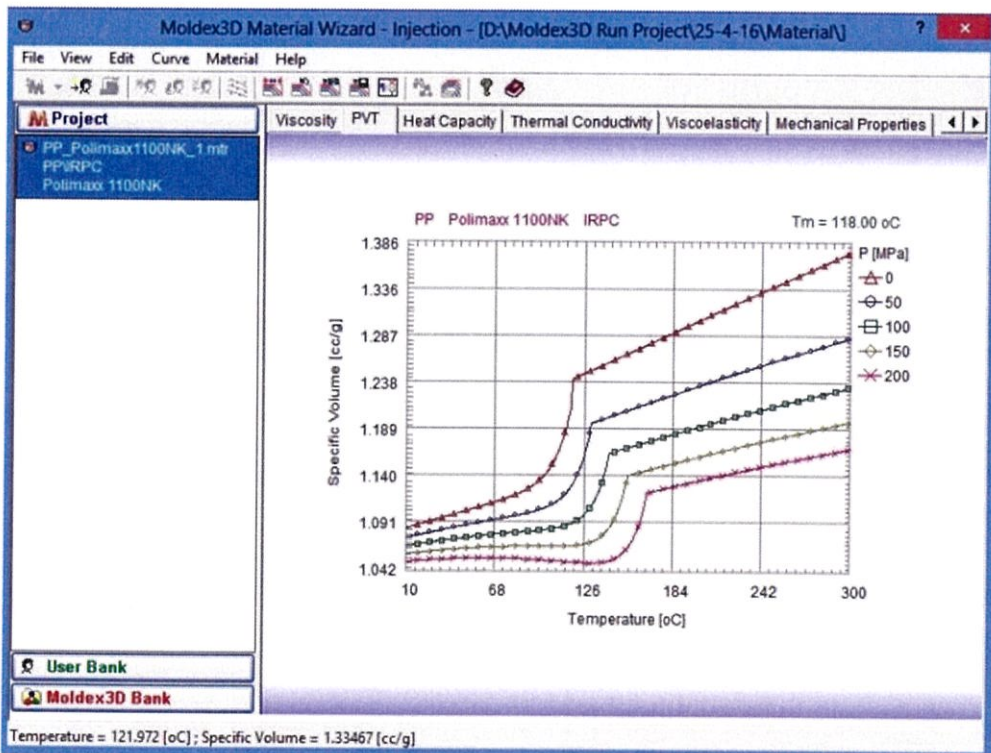 Moldex3D Material Wizard - Injection - [D:\Moldex3D Run Project\25-4-16\Material\]
? ×
File View Edit Curve Material Help
Project
PP_Polimaxx1100NK_1.mtr
PP\IRPC
Polimaxx 1100NK
User Bank
Moldex3D Bank
Viscosity PVT Heat Capacity Thermal Conductivity Viscoelasticity Mechanical Properties
PP Polimaxx 1100NK IRPC Tm = 118.00 oC
Specific Volume [cc/g]
1.386
1.336
1.287
1.238
1.189
1.140
1.091
1.042
10 68 126 184 242 300
Temperature [oC]
P [MPa]
0
50
100
150
200
Temperature = 121.972 [oC] ; Specific Volume = 1.33467 [cc/g]